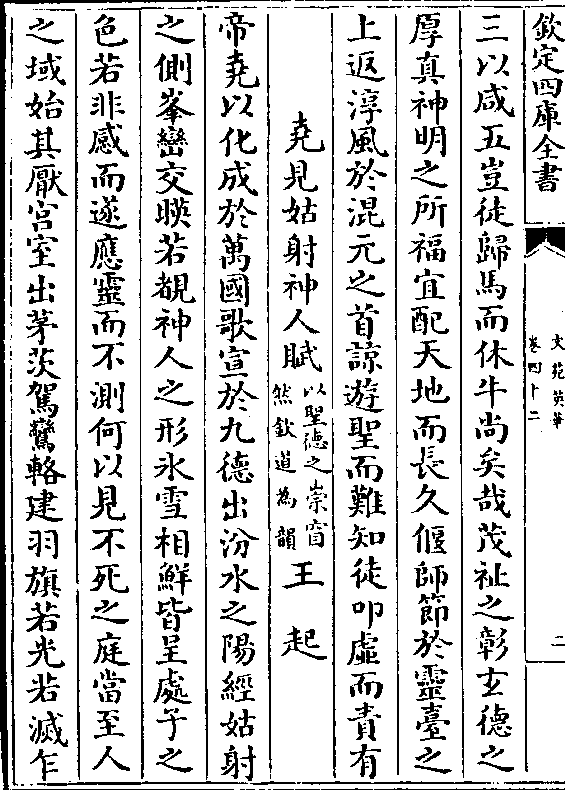 欽定四庫全書
文苑英華
卷四十二
二
三以咸五豈徒歸馬而休牛尚矣哉茂祉之彰玄德之
厚真神明之所福宜配天地而長久偃師節於靈臺之
上返淳風於混元之首諒遊聖而難知徒叩虛而責有
堯見姑射神人賦以聖德之崇窅然欽道為韻 王起
帝堯以化成於萬國歌宣於九德出汾水之陽經姑射
之側峯巒交暎若覩神人之形氷雪相鮮皆呈處子之
色若非感而遂應靈而不測何以見不死之庭當至人
之域始其厭宮室出茅茨駕鸞輅建羽旗若光若滅乍